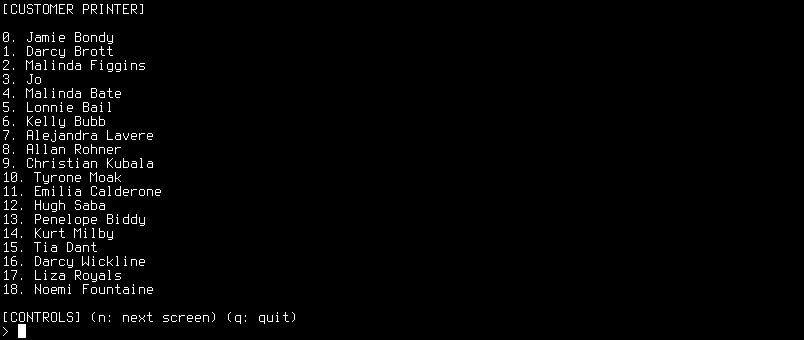 [CUSTOMER PRINTER]
0. Jamie Bondy
1. Darcy Brott
2. Malinda Figgins
3. Jo
4. Malinda Bate
5. Lonnie Bail
6. Kelly Bubb
7. Alejandra Lavere
8. Allan Rohner
9. Christian Kubala
10. Tyrone Moak
11. Emilia Calderone
12. Hugh Saba
13. Penelope Biddy
14. Kurt Milby
15. Tia Dant
16. Darcy Wickline
17. Liza Royals
18. Noemi Fountaine
[CONTROLS] (n: next screen) (q: quit)
>